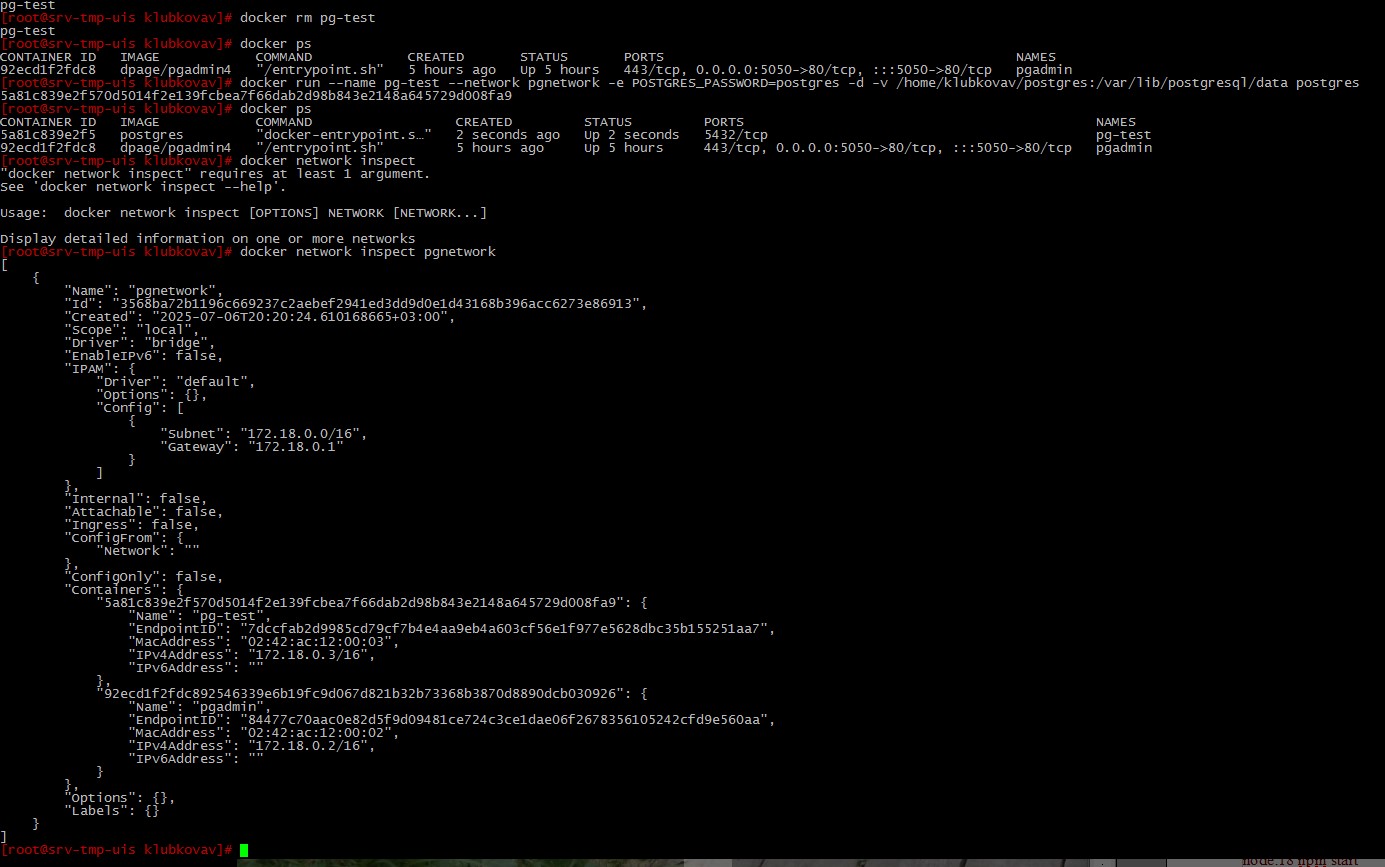 pg-test
[root@srv-tmp-uis klubkovav]# docker rm pg-test
pg-test
[root@srv-tmp-uis klubkovav]# docker ps
CONTAINER ID   IMAGE            COMMAND            CREATED       STATUS       PORTS                                            NAMES
92ecd1f2fdc8   dpage/pgadmin4   "/entrypoint.sh"   5 hours ago   Up 5 hours   443/tcp, 0.0.0.0:5050->80/tcp, :::5050->80/tcp   pgadmin
[root@srv-tmp-uis klubkovav]# docker run --name pg-test --network pgnetwork -e POSTGRES_PASSWORD=postgres -d -v /home/klubkovav/postgres:/var/lib/postgresql/data postgres
5a81c839e2f570d5014f2e139fcbea7f66dab2d98b843e2148a645729d008fa9
[root@srv-tmp-uis klubkovav]# docker ps
CONTAINER ID   IMAGE            COMMAND                  CREATED         STATUS         PORTS                                            NAMES
5a81c839e2f5   postgres         "docker-entrypoint.s…"   2 seconds ago   Up 2 seconds   5432/tcp                                         pg-test
92ecd1f2fdc8   dpage/pgadmin4   "/entrypoint.sh"         5 hours ago     Up 5 hours     443/tcp, 0.0.0.0:5050->80/tcp, :::5050->80/tcp   pgadmin
[root@srv-tmp-uis klubkovav]# docker network inspect
"docker network inspect" requires at least 1 argument.
See 'docker network inspect --help'.

Usage:  docker network inspect [OPTIONS] NETWORK [NETWORK...]

Display detailed information on one or more networks
[root@srv-tmp-uis klubkovav]# docker network inspect pgnetwork
[
    {
        "Name": "pgnetwork",
        "Id": "3568ba72b1196c669237c2aebef2941ed3dd9d0e1d43168b396acc6273e86913",
        "Created": "2025-07-06T20:20:24.610168665+03:00",
        "Scope": "local",
        "Driver": "bridge",
        "EnableIPv6": false,
        "IPAM": {
            "Driver": "default",
            "Options": {},
            "Config": [
                {
                    "Subnet": "172.18.0.0/16",
                    "Gateway": "172.18.0.1"
                }
            ]
        },
        "Internal": false,
        "Attachable": false,
        "Ingress": false,
        "ConfigFrom": {
            "Network": ""
        },
        "ConfigOnly": false,
        "Containers": {
            "5a81c839e2f570d5014f2e139fcbea7f66dab2d98b843e2148a645729d008fa9": {
                "Name": "pg-test",
                "EndpointID": "7dccfab2d9985cd79cf7b4e4aa9eb4a603cf56e1f977e5628dbc35b155251aa7",
                "MacAddress": "02:42:ac:12:00:03",
                "IPv4Address": "172.18.0.3/16",
                "IPv6Address": ""
            },
            "92ecd1f2fdc892546339e6b19fc9d067d821b32b73368b3870d8890dcb030926": {
                "Name": "pgadmin",
                "EndpointID": "84477c70aac0e82d5f9d09481ce724c3ce1dae06f2678356105242cfd9e560aa",
                "MacAddress": "02:42:ac:12:00:02",
                "IPv4Address": "172.18.0.2/16",
                "IPv6Address": ""
            }
        },
        "Options": {},
        "Labels": {}
    }
]
[root@srv-tmp-uis klubkovav]#
node.18 npm start